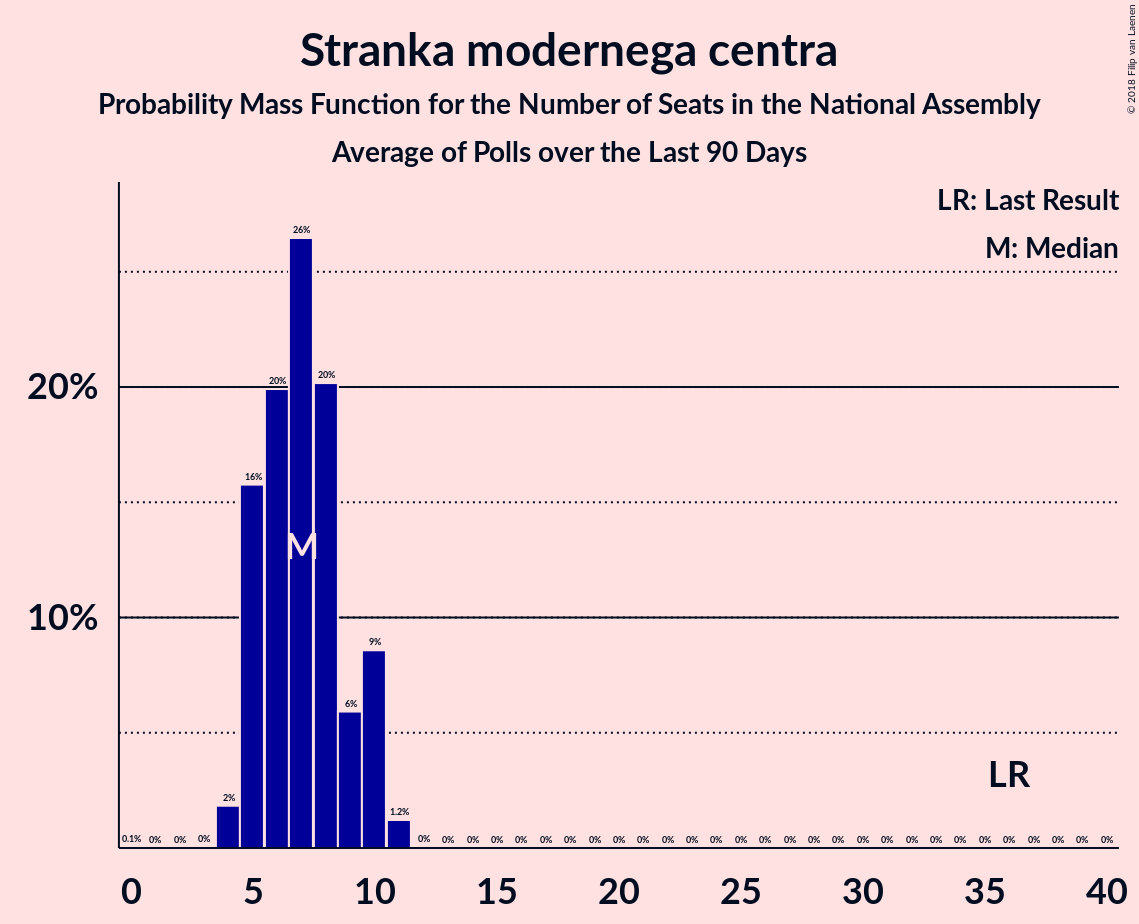 Stranka modernega centra
Probability Mass Function for the Number of Seats in the National Assembly
Average of Polls over the Last 90 Days
© 2018 Filip van Laenen
LR: Last Result
M: Median
26%
20%
20%
20%
16%
M
10%
9%
6%
LR
2%
1.2%
0.1% 0% 0% 0% 0% 0% 0% 0% 0% 0% 0% 0% 0% 0% 0% 0% 0% 0% 0% 0% 0% 0% 0% 0% 0% 0% 0% 0% 0% 0% 0% 0% 0%
0 5 10 15 20 25 30 35 40